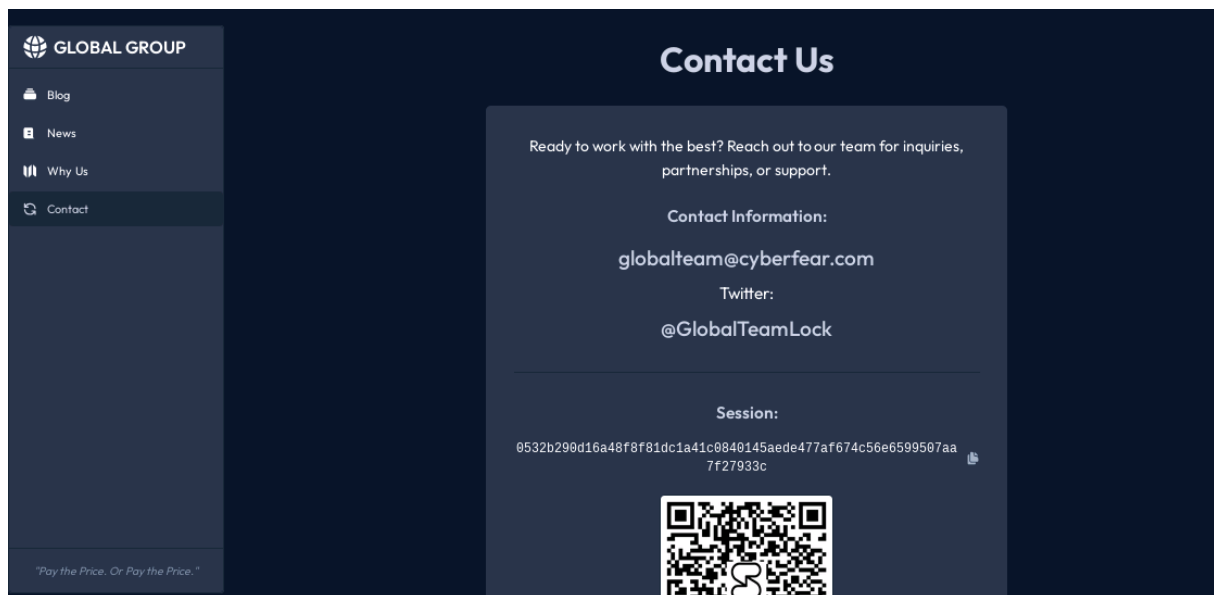 GLOBAL GROUP
Blog
News
Why Us
Contact
"Pay the Price. Or Pay the Price."
Contact Us
Ready to work with the best? Reach out to our team for inquiries,
partnerships, or support.
Contact Information:
globalteam@cyberfear.com
Twitter:
@GlobalTeamLock
Session:
0532b290d16a48f8f81dc1a41c0840145aede477af674c56e6599507aa
7f27933c